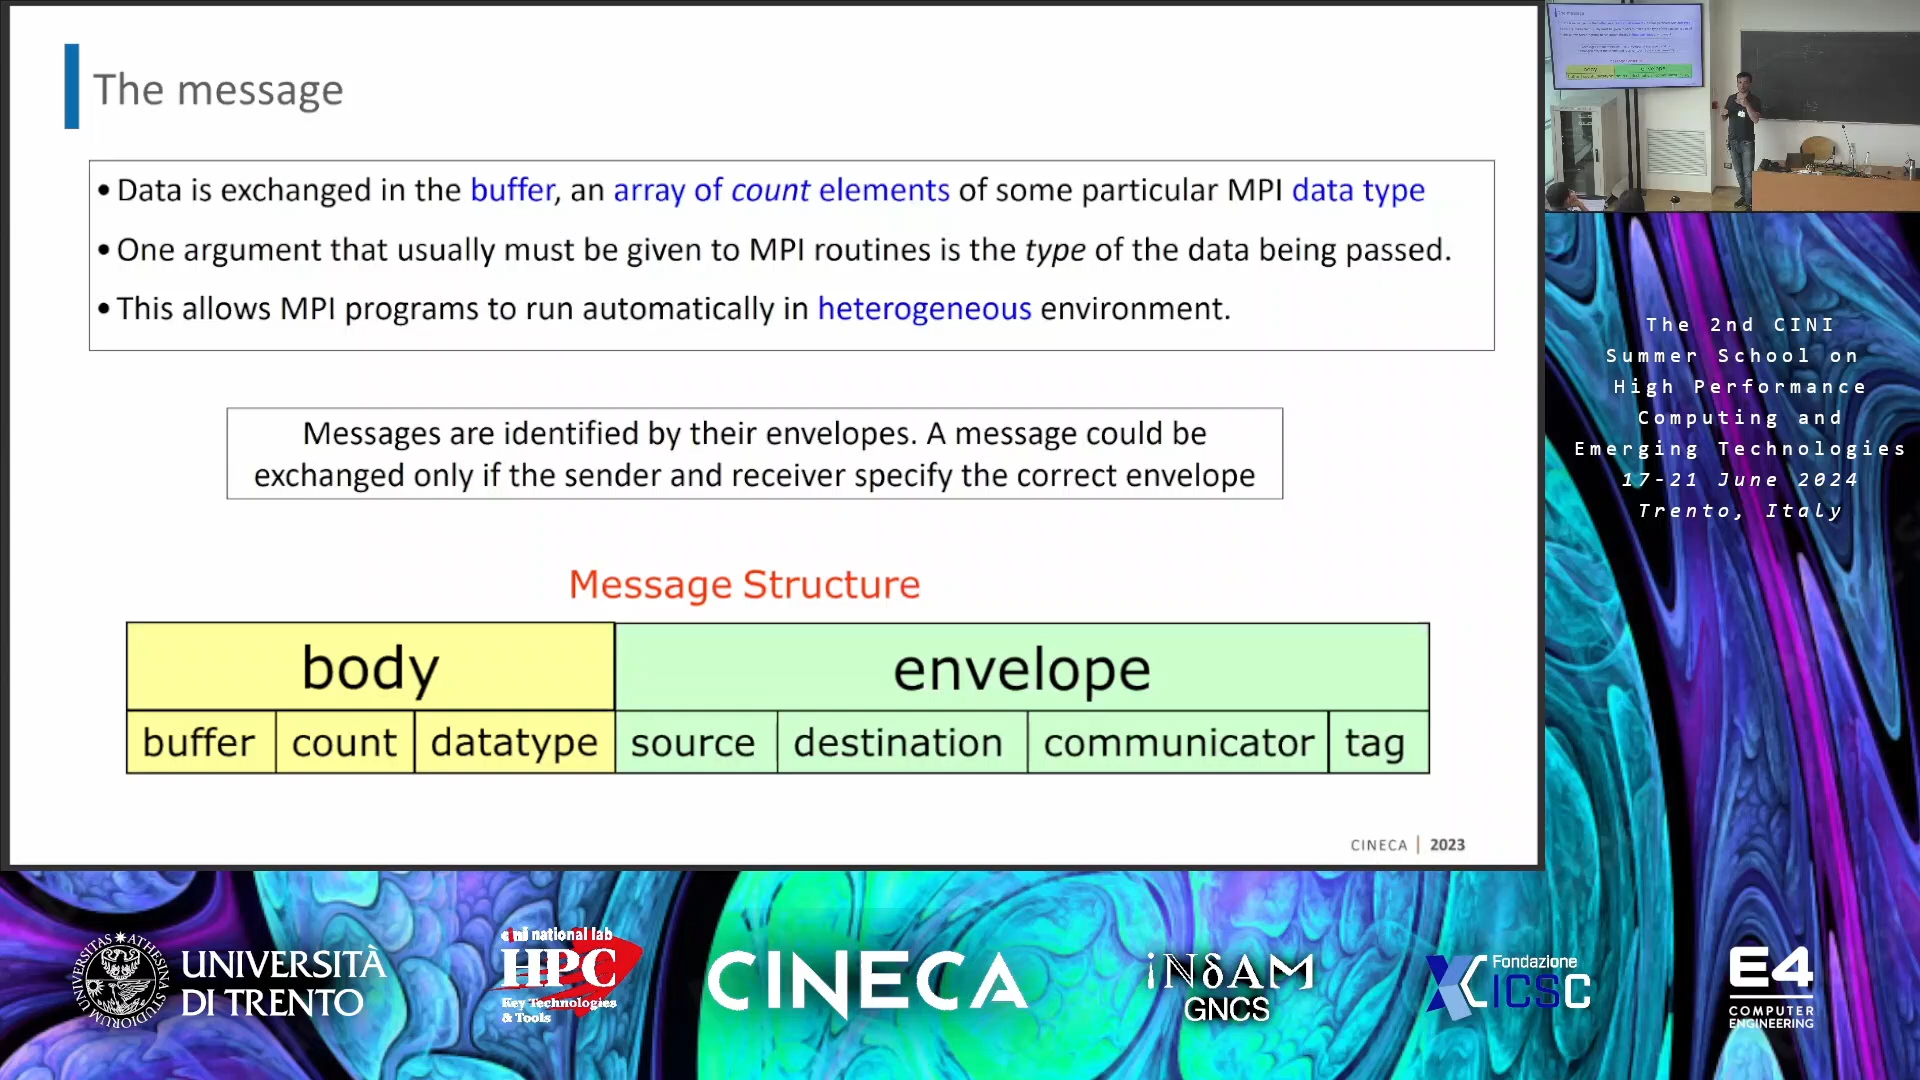 The message
• Data is exchanged in the buffer, an array of count elements of some particular MPI data type
• One argument that usually must be given to MPI routines is the type of the data being passed.
• This allows MPI programs to run automatically in heterogeneous environment.
Messages are identified by their envelopes. A message could be
exchanged only if the sender and receiver specify the correct envelope
Message Structure
body envelope
buffer count datatype source destination communicator tag
CINECA | 2023
The 2nd CINI
Summer School on
High Performance
Computing and
Emerging Technologies
17-21 June 2024
Trento, Italy
UNIVERSITÀ
DI TRENTO
cini national lab
HPC
Key Technologies
& Tools
CINECA
iNδAM
GNCS
Fondazione
ICSC
E4
COMPUTER
ENGINEERING